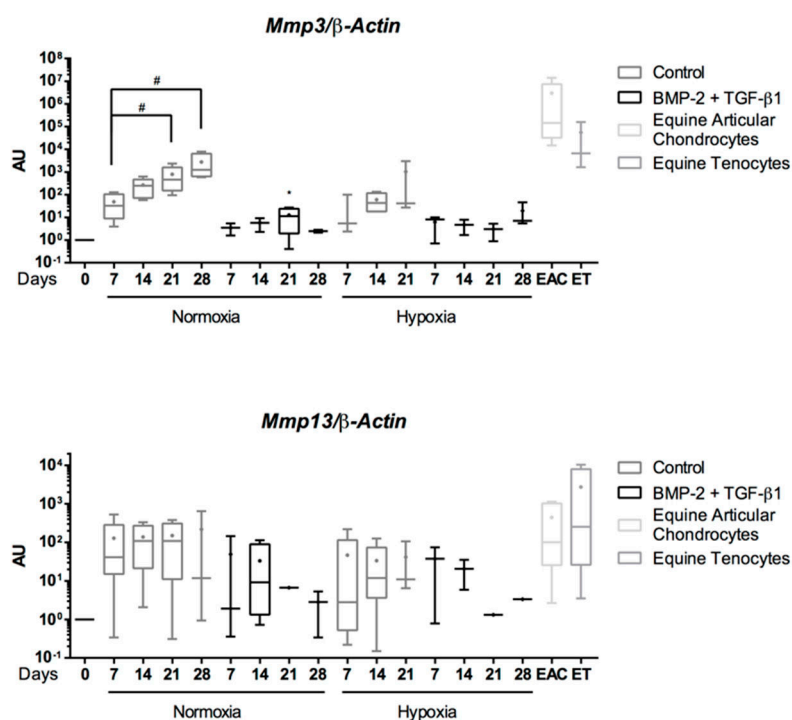 Mmp3/β-Actin
10⁸
10⁷
10⁶
10⁵
10⁴
10³
10²
10¹
10⁰
10⁻¹
AU
# #
Control
BMP-2 + TGF-β1
Equine Articular
Chondrocytes
Equine Tenocytes
Days 0 7 14 21 28 7 14 21 28 7 14 21 7 14 21 28 EAC ET
Normoxia Hypoxia
Mmp13/β-Actin
10⁴
10³
10²
10¹
10⁰
10⁻¹
AU
Control
BMP-2 + TGF-β1
Equine Articular
Chondrocytes
Equine Tenocytes
Days 0 7 14 21 28 7 14 21 28 7 14 21 7 14 21 28 EAC ET
Normoxia Hypoxia